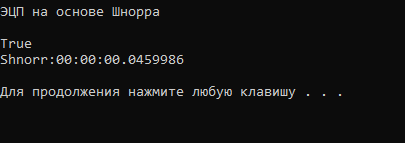 ЭЦП на основе Шнорра
True
Shnorr:00:00:00.0459986
Для продолжения нажмите любую клавишу . . .